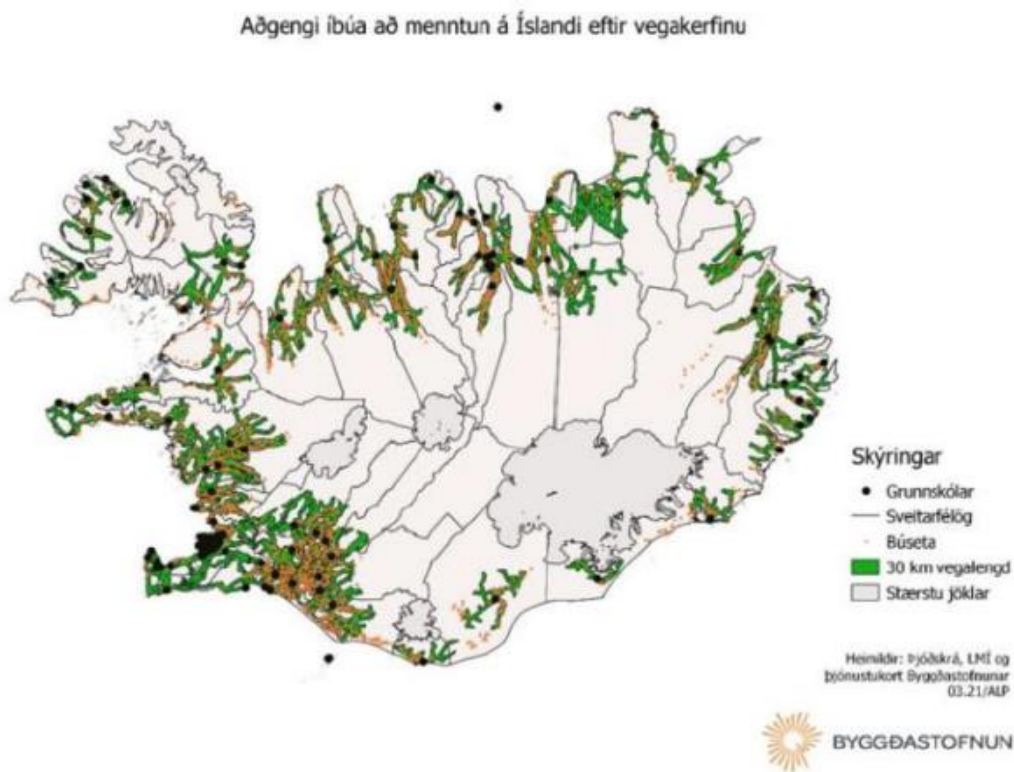 Aðgengi íbúa að menntun á Íslandi eftir vegakerfinu
Skýringar
Grunnskólar
Sveitarfélög
Búseta
30 km vegalengd
Stærstu jöklar
Heimildir: Þjóðskrá, LMÍ og
þjónustukort Byggðastofnunar
03.21/ALP
BYGGÐASTOFNUN